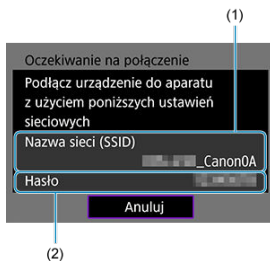 (1)
Oczekiwanie na połączenie
Podłącz urządzenie do aparatu
z użyciem poniższych ustawień
sieciowych
Nazwa sieci (SSID)
_Canon0A
Hasło
Anuluj
(2)